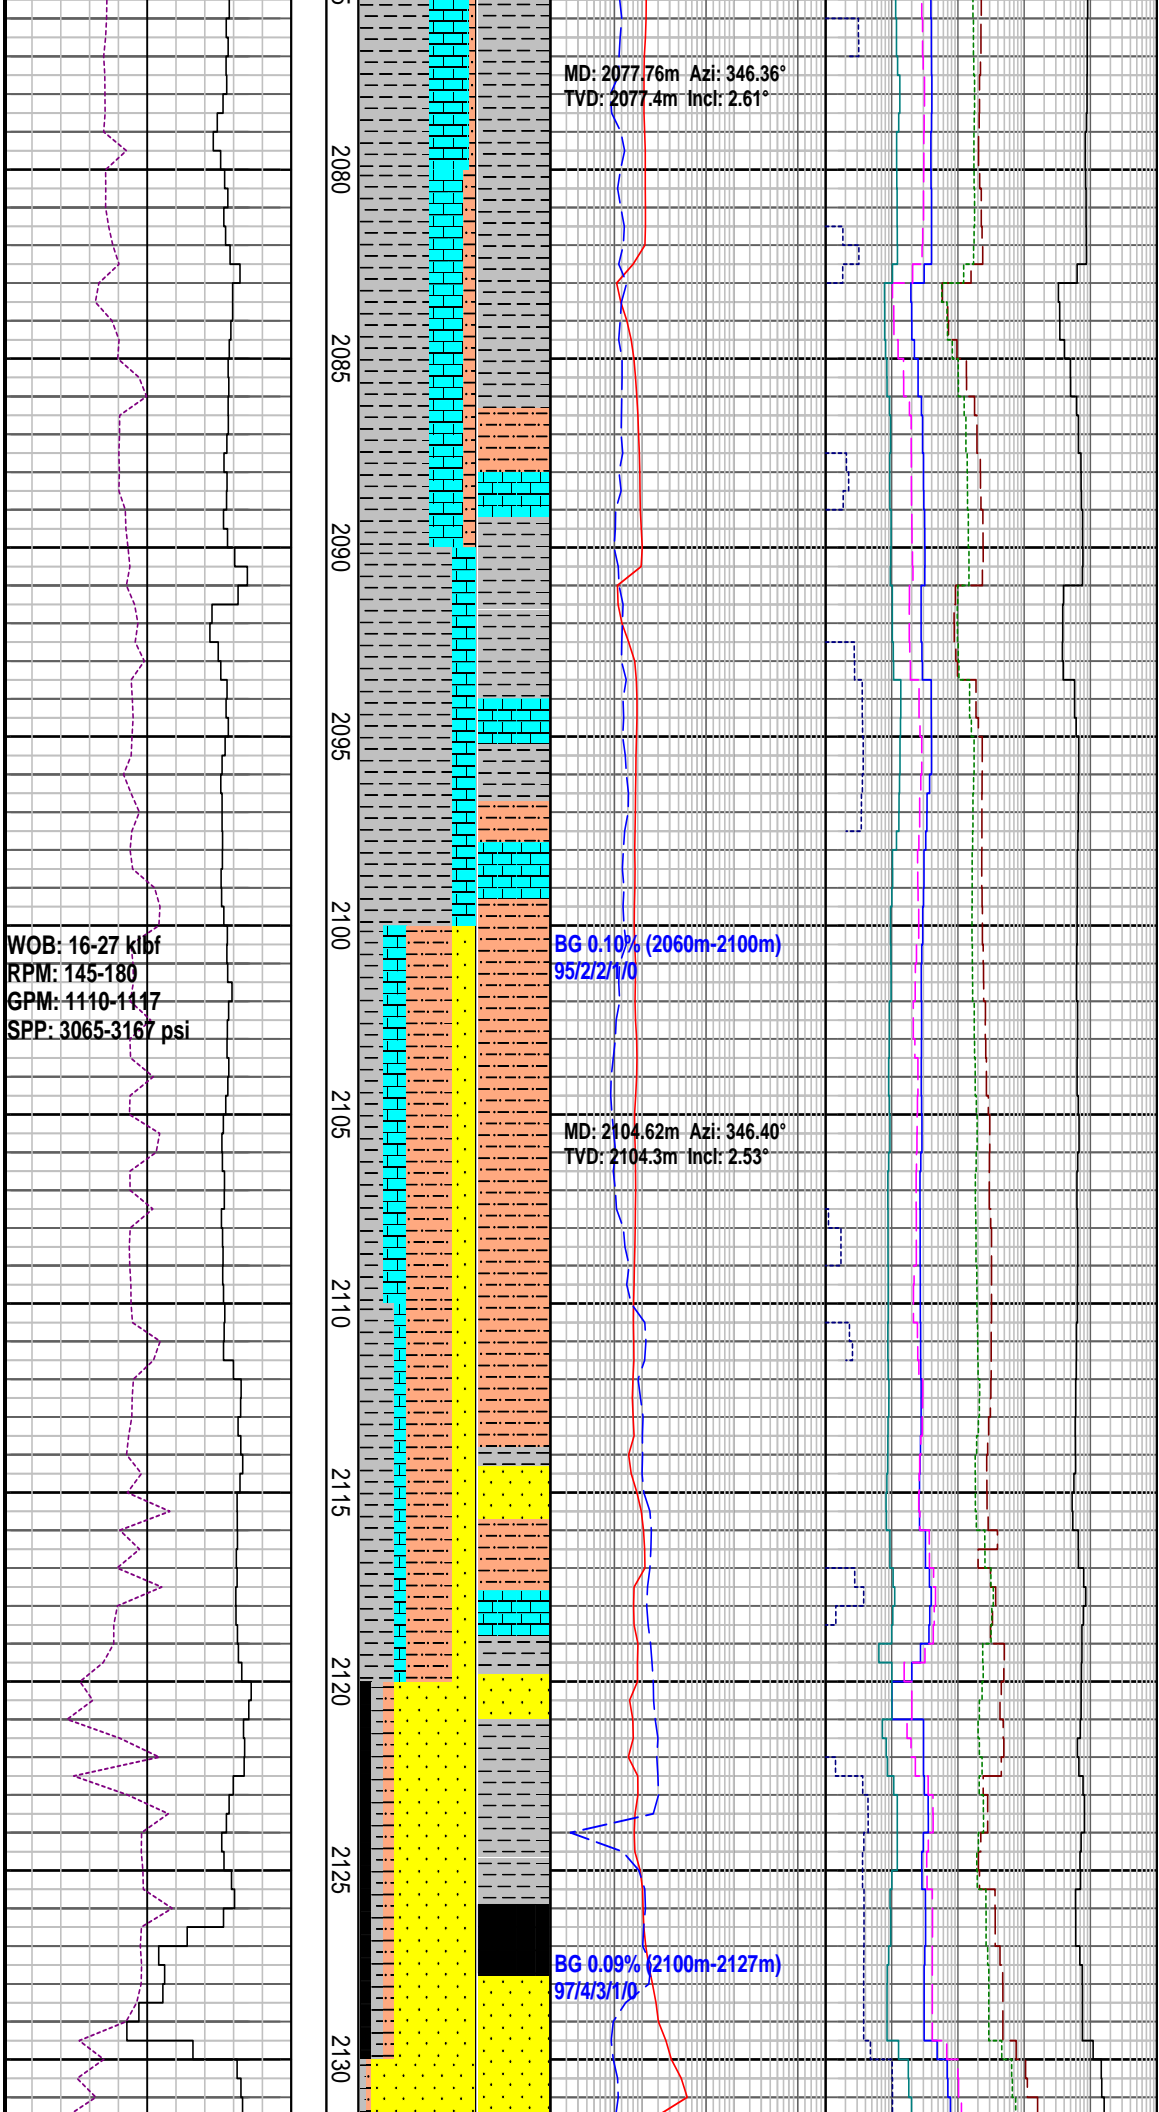 MD: 2077.76m Azi: 346.36°
TVD: 2077.4m Incl: 2.61°
2080
2085
2090
2095
2100
WOB: 16-27 klbf
RPM: 145-180
GPM: 1110-1117
SPP: 3065-3167 psi
BG 0.10% (2060m-2100m)
95/2/2/1/0
2105
MD: 2104.62m Azi: 346.40°
TVD: 2104.3m Incl: 2.53°
2110
2115
2120
2125
BG 0.09% (2100m-2127m)
97/4/3/1/0
2130